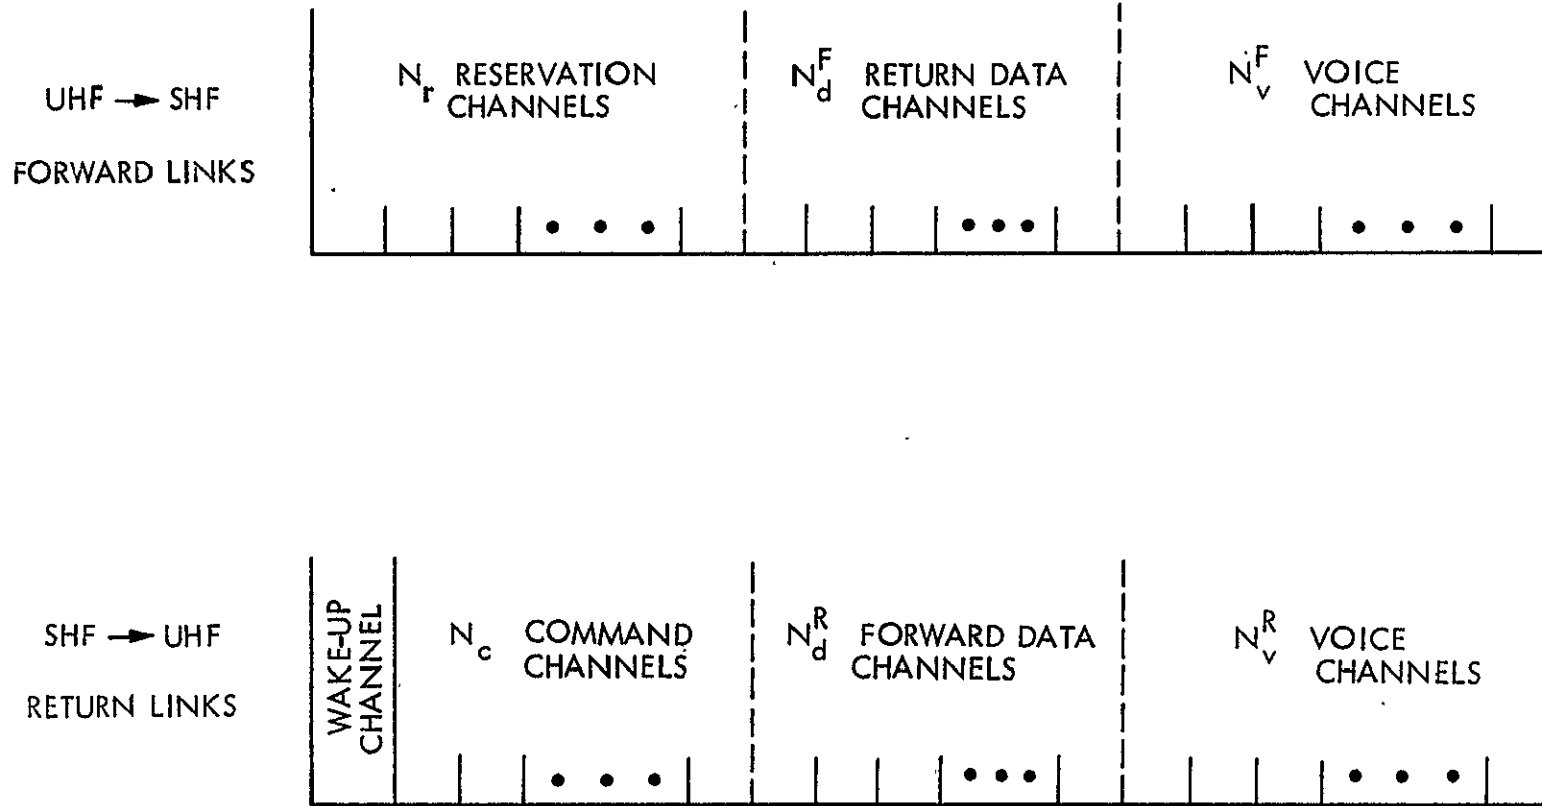 UHF → SHF
FORWARD LINKS
N_r RESERVATION
CHANNELS
N_d^F RETURN DATA
CHANNELS
N_v^F VOICE
CHANNELS
SHF → UHF
RETURN LINKS
WAKE-UP
CHANNEL
N_c COMMAND
CHANNELS
N_d^R FORWARD DATA
CHANNELS
N_v^R VOICE
CHANNELS